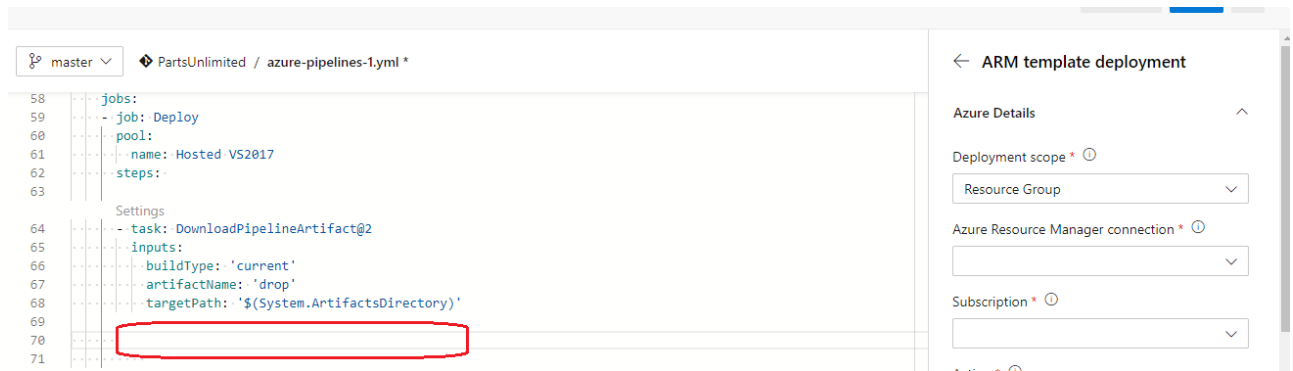 master
PartsUnlimited / azure-pipelines-1.yml *
58 jobs:
59 - job: Deploy
60 pool:
61 name: Hosted VS2017
62 steps:
63
Settings
64 - task: DownloadPipelineArtifact@2
65 inputs:
66 buildType: 'current'
67 artifactName: 'drop'
68 targetPath: '$(System.ArtifactsDirectory)'
69
70
71
ARM template deployment
Azure Details
Deployment scope *
Resource Group
Azure Resource Manager connection *
Subscription *